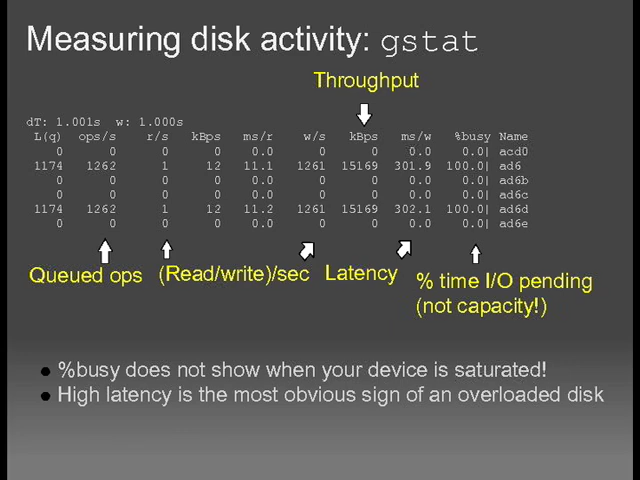 Measuring disk activity: gstat
Throughput
dT: 1.001s w: 1.000s
L(q) ops/s r/s kBps ms/r w/s kBps ms/w %busy Name
0 0 0 0 0.0 0 0 0.0 0.0| acd0
1174 1262 1 12 11.1 1261 15169 301.9 100.0| ad6
0 0 0 0 0.0 0 0 0.0 0.0| ad6b
0 0 0 0 0.0 0 0 0.0 0.0| ad6c
1174 1262 1 12 11.2 1261 15169 302.1 100.0| ad6d
0 0 0 0 0.0 0 0 0.0 0.0| ad6e
Queued ops (Read/write)/sec Latency % time I/O pending
(not capacity!)
● %busy does not show when your device is saturated!
● High latency is the most obvious sign of an overloaded disk